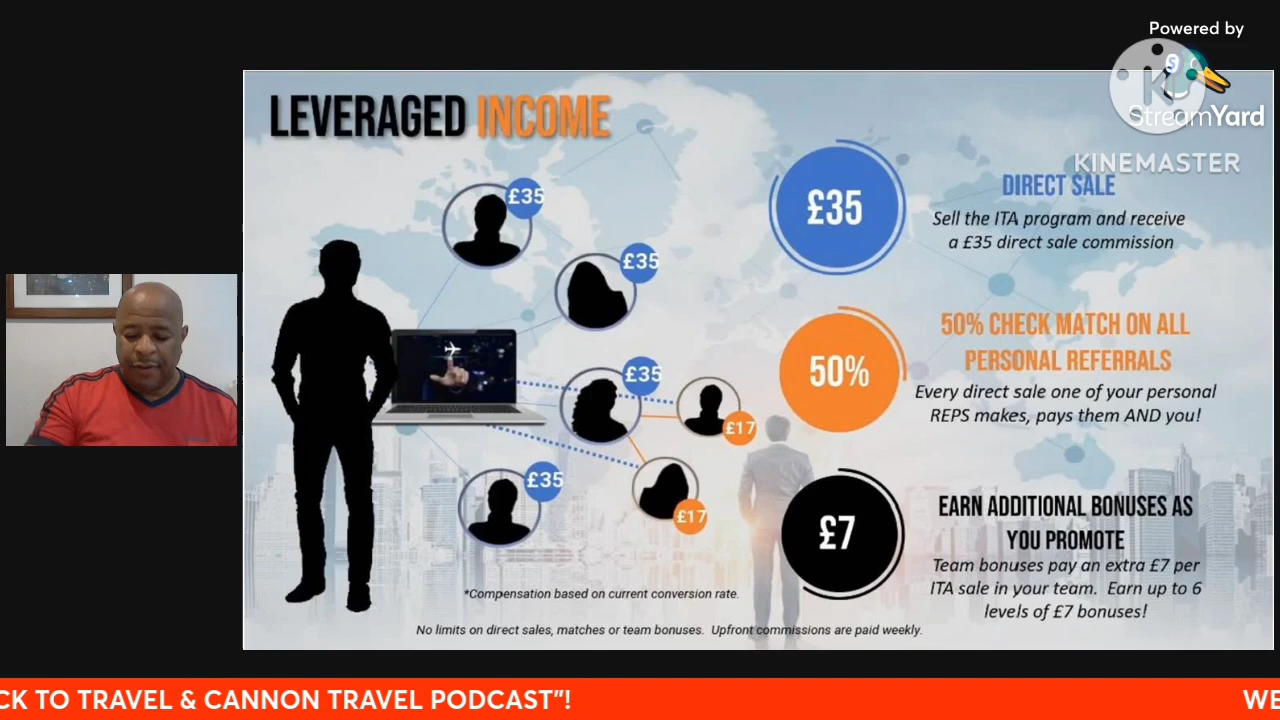 Powered by
StreamYard
KINEMASTER
LEVERAGED INCOME
£35
£35
£35
£17
£35
£17
£35
DIRECT SALE
Sell the ITA program and receive
a £35 direct sale commission
50%
50% CHECK MATCH ON ALL
PERSONAL REFERRALS
Every direct sale one of your personal
REPS makes, pays them AND you!
£7
EARN ADDITIONAL BONUSES AS
YOU PROMOTE
Team bonuses pay an extra £7 per
ITA sale in your team. Earn up to 6
levels of £7 bonuses!
*Compensation based on current conversion rate.
No limits on direct sales, matches or team bonuses. Upfront commissions are paid weekly.
CK TO TRAVEL & CANNON TRAVEL PODCAST"! WE